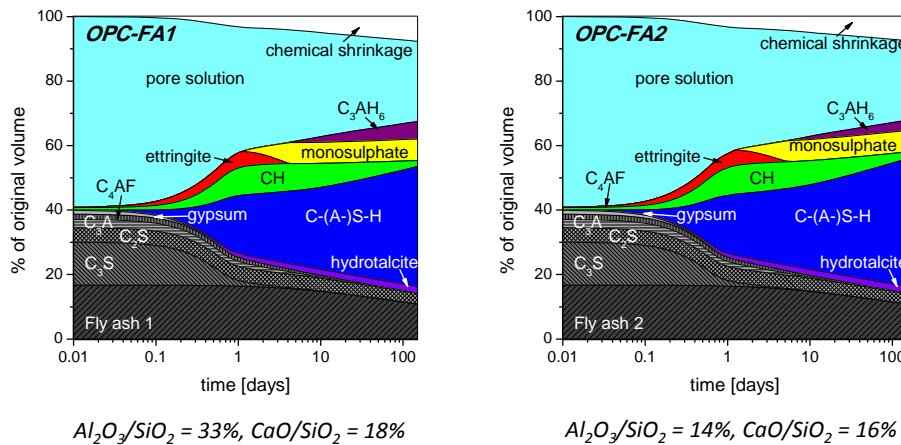 OPC-FA1
chemical shrinkage
pore solution
C₃AH₆
ettringite
monosulphate
CH
C₄AF
gypsum
C-(A-)S-H
C₃A
C₂S
C₃S
hydrotalcite
Fly ash 1
% of original volume
100
80
60
40
20
0
0.01
0.1
1
10
100
time [days]
Al₂O₃/SiO₂ = 33%, CaO/SiO₂ = 18%
OPC-FA2
chemical shrinkage
pore solution
C₃AH₆
ettringite
monosulphate
CH
C₄AF
gypsum
C-(A-)S-H
C₃A
C₂S
C₃S
hydrotalcite
Fly ash 2
% of original volume
100
80
60
40
20
0
0.01
0.1
1
10
100
time [days]
Al₂O₃/SiO₂ = 14%, CaO/SiO₂ = 16%